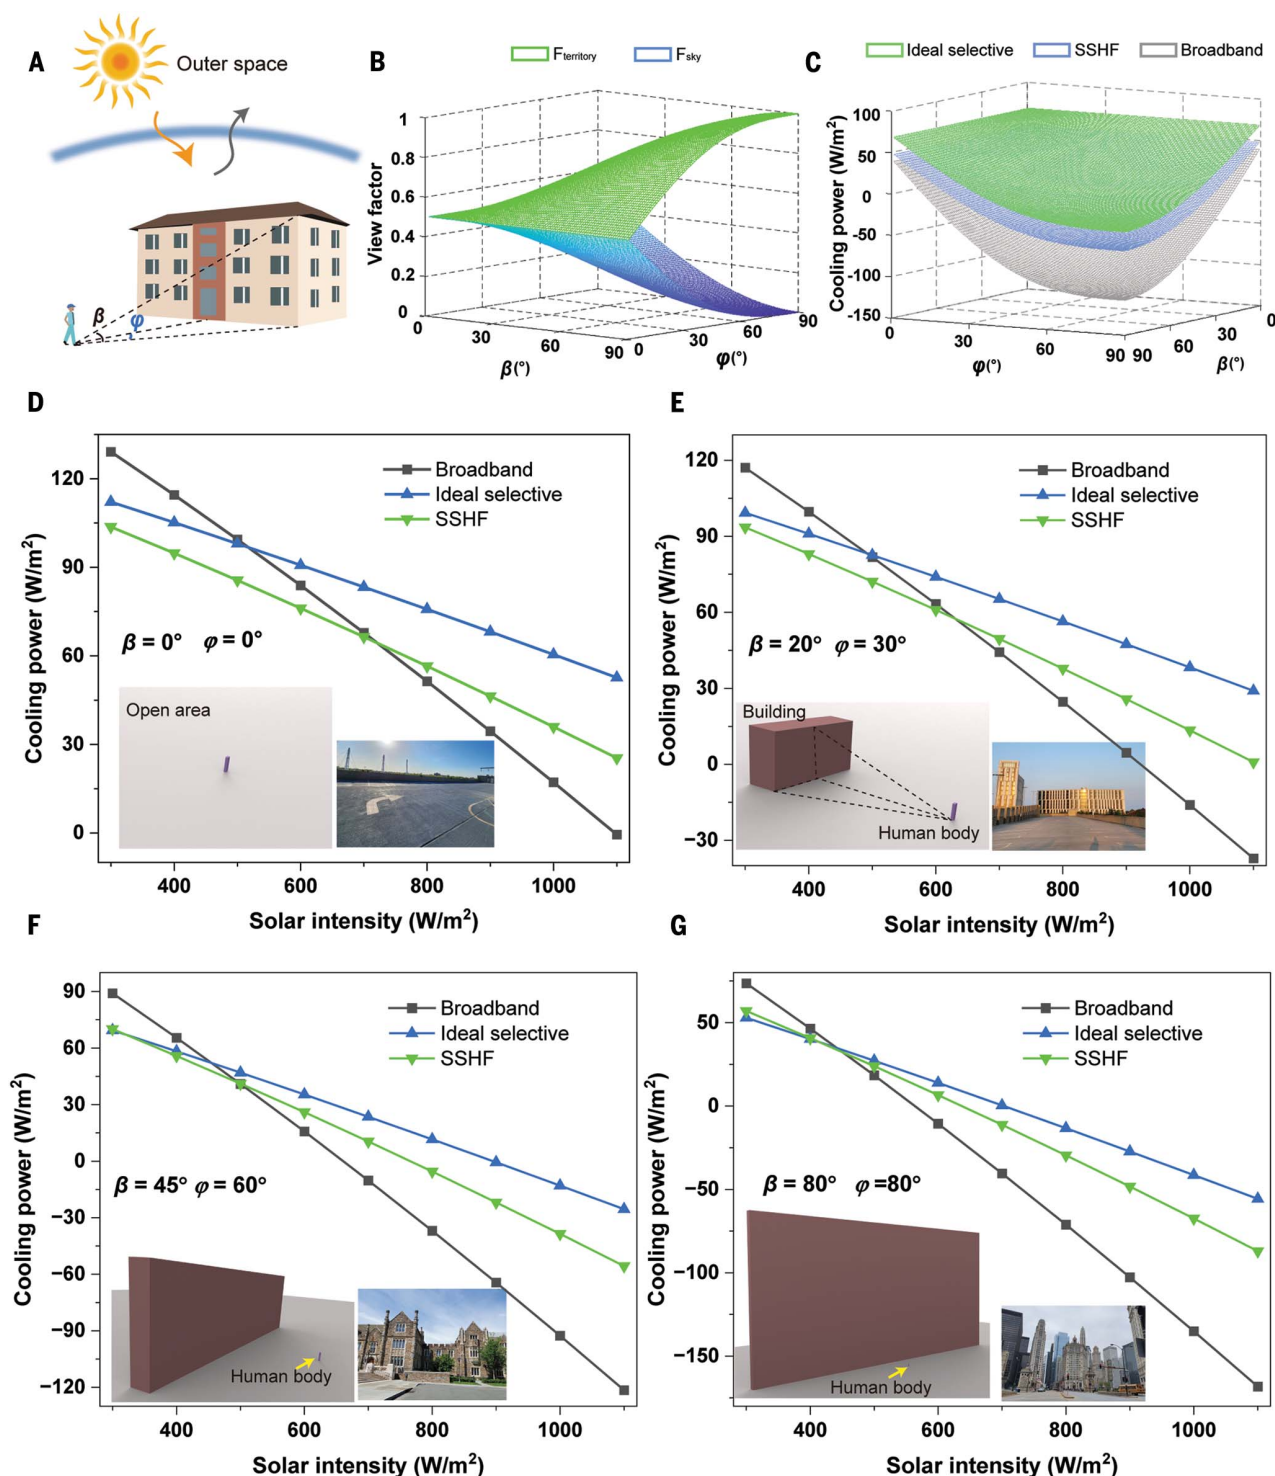 A
Outer space
β
φ
B
F_territory F_sky
View factor
1
0.8
0.6
0.4
0.2
0
0 30 60 90
β(°)
0 30 60 90
φ(°)
C
Ideal selective SSHF Broadband
Cooling power (W/m²)
100
50
0
-50
-100
-150
0 30 60 90
φ(°)
90 60 30 0
β(°)
D
Cooling power (W/m²)
120
90
60
30
0
Broadband
Ideal selective
SSHF
β = 0° φ = 0°
Open area
400 600 800 1000
Solar intensity (W/m²)
E
Cooling power (W/m²)
120
90
60
30
0
−30
Broadband
Ideal selective
SSHF
β = 20° φ = 30°
Building
Human body
400 600 800 1000
Solar intensity (W/m²)
F
Cooling power (W/m²)
90
60
30
0
−30
−60
−90
−120
Broadband
Ideal selective
SSHF
β = 45° φ = 60°
Human body
400 600 800 1000
Solar intensity (W/m²)
G
Cooling power (W/m²)
50
0
−50
−100
−150
Broadband
Ideal selective
SSHF
β = 80° φ =80°
Human body
400 600 800 1000
Solar intensity (W/m²)